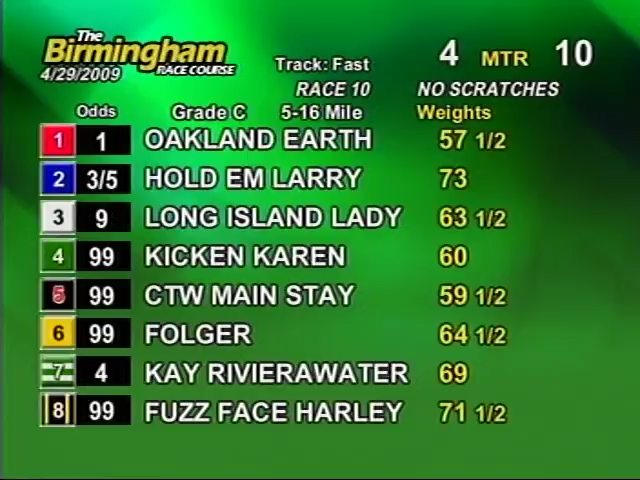 The
Birmingham
RACE COURSE
4/29/2009
Track: Fast
4 MTR 10
RACE 10 NO SCRATCHES
Odds Grade C 5-16 Mile Weights
1 1 OAKLAND EARTH 57 1/2
2 3/5 HOLD EM LARRY 73
3 9 LONG ISLAND LADY 63 1/2
4 99 KICKEN KAREN 60
5 99 CTW MAIN STAY 59 1/2
6 99 FOLGER 64 1/2
7 4 KAY RIVIERAWATER 69
8 99 FUZZ FACE HARLEY 71 1/2